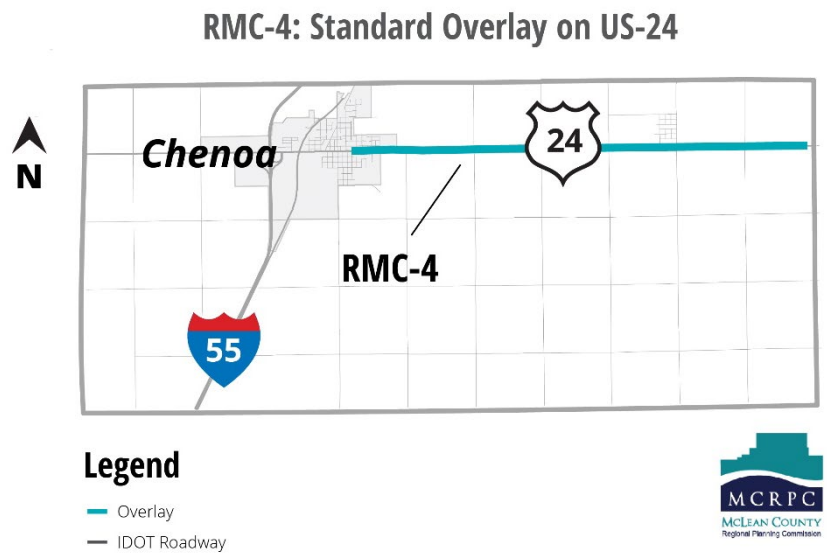 RMC-4: Standard Overlay on US-24
N
Chenoa
24
RMC-4
55
Legend
Overlay
IDOT Roadway
MCRPC
MCLEAN COUNTY
Regional Planning Commission